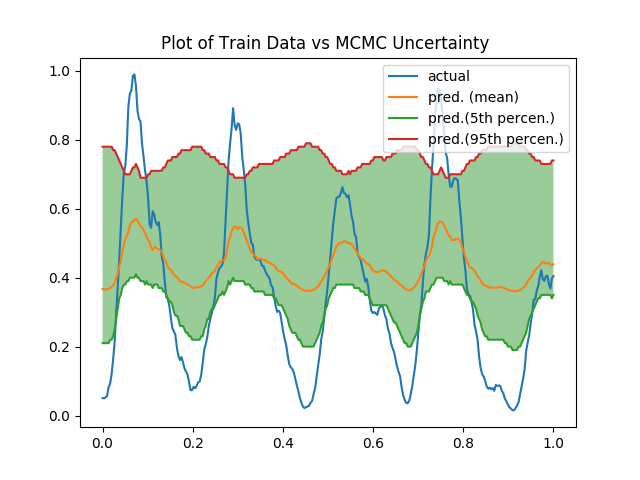 Plot of Train Data vs MCMC Uncertainty
actual
pred. (mean)
pred.(5th percen.)
pred.(95th percen.)
1.0
0.8
0.6
0.4
0.2
0.0
0.0 0.2 0.4 0.6 0.8 1.0